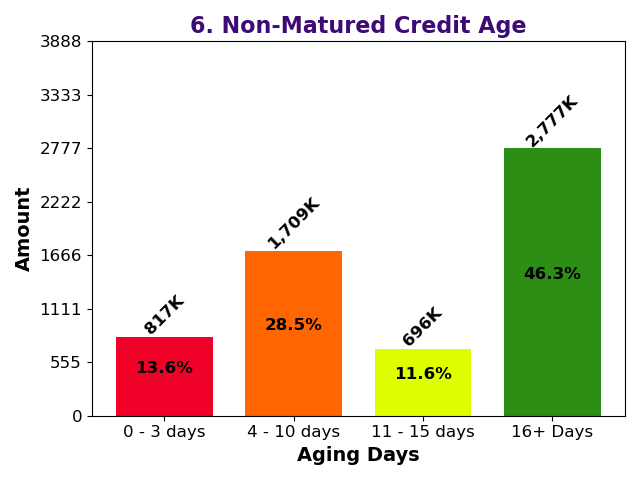 6. Non-Matured Credit Age
3888
3333
2777
2222
1666
1111
555
0
Amount
817K
1,709K
696K
2,777K
13.6%
28.5%
11.6%
46.3%
0 - 3 days
4 - 10 days
11 - 15 days
16+ Days
Aging Days